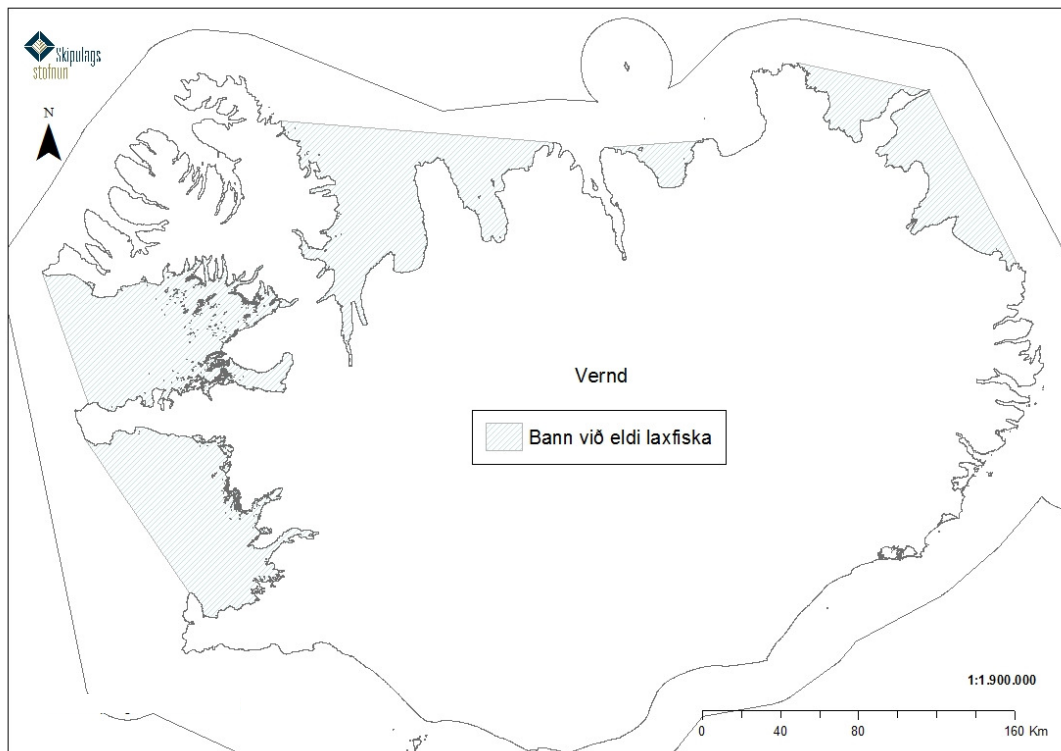 Skipulags
stofnun
N
Vernd
Bann við eldi laxfiska
1:1.900.000
0 40 80 160 Km